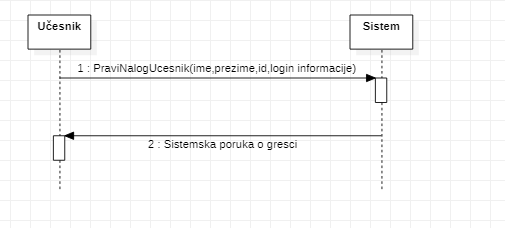 Učesnik
Sistem
1 : PraviNalogUcesnik(ime,prezime,id,login informacije)
2 : Sistemska poruka o gresci